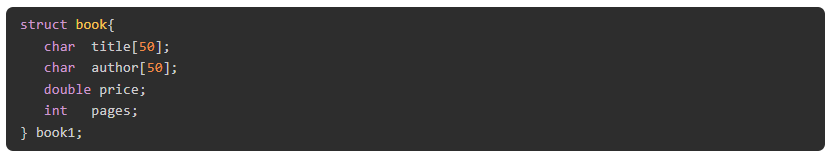 struct book{
   char  title[50];
   char  author[50];
   double price;
   int   pages;
} book1;